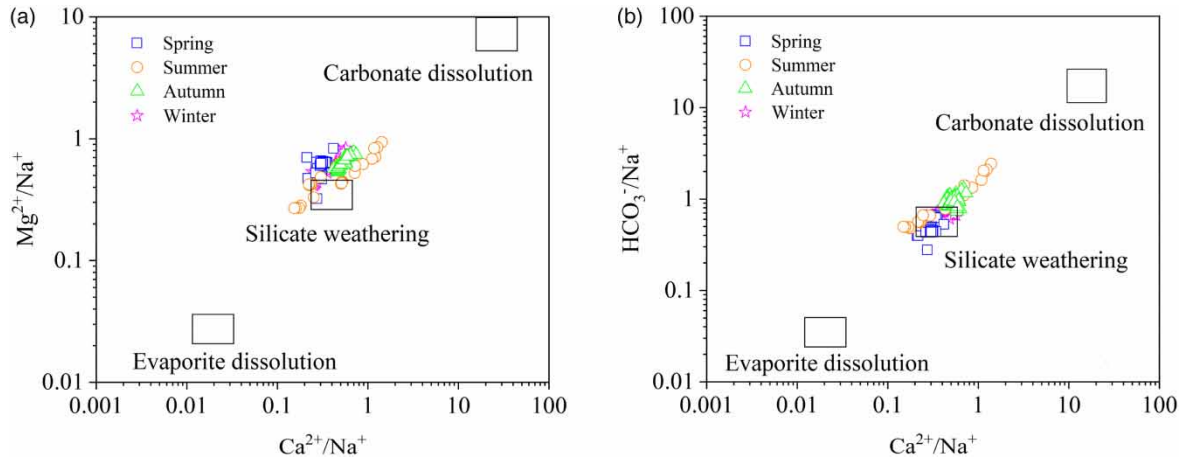 (a)
10
1
0.1
0.01
Mg²⁺/Na⁺
Spring
Summer
Autumn
Winter
Carbonate dissolution
Silicate weathering
Evaporite dissolution
0.001 0.01 0.1 1 10 100
Ca²⁺/Na⁺
(b)
100
10
1
0.1
0.01
HCO₃⁻/Na⁺
Spring
Summer
Autumn
Winter
Carbonate dissolution
Silicate weathering
Evaporite dissolution
0.001 0.01 0.1 1 10 100
Ca²⁺/Na⁺